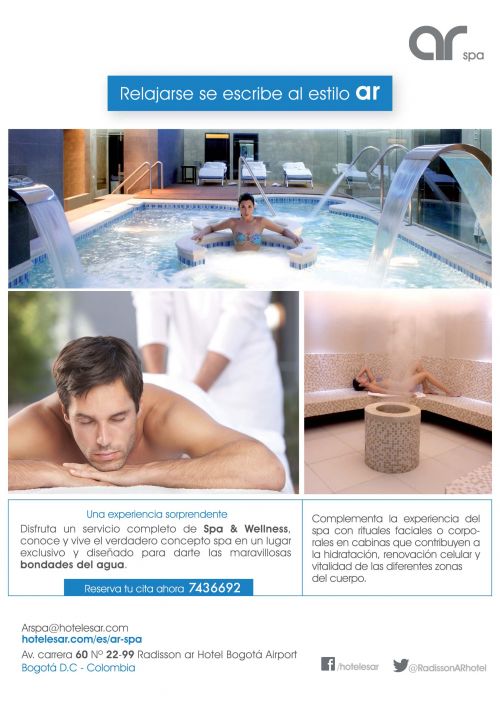 ar spa
Relajarse se escribe al estilo ar
Una experiencia sorprendente
Disfruta un servicio completo de Spa & Wellness,
conoce y vive el verdadero concepto spa en un lugar
exclusivo y diseñado para darte las maravillosas
bondades del agua.
Reserva tu cita ahora 7436692
Complementa la experiencia del
spa con rituales faciales o corpo-
rales en cabinas que contribuyen a
la hidratación, renovación celular y
vitalidad de las diferentes zonas
del cuerpo.
Arspa@hotelesar.com
hotelesar.com/es/ar-spa
Av. carrera 60 Nº 22-99 Radisson ar Hotel Bogotá Airport
Bogotá D.C - Colombia
/hotelesar
@RadissonARhotel